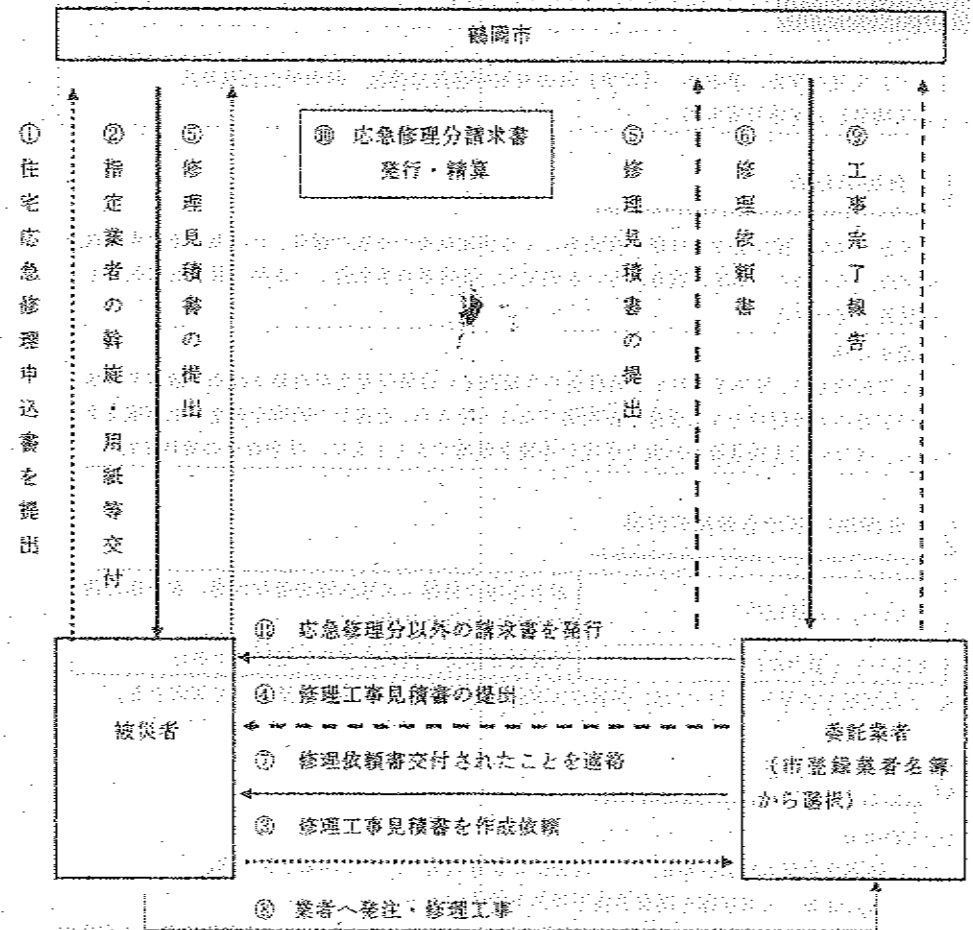 鶴岡市
①住宅応急修理申込書を提出
②指定業者の斡旋・用紙等交付
⑤修理見積書の提出
⑩ 応急修理分請求書
発行・精算
⑤修理見積書の提出
⑥修理依頼書
⑨工事完了報告
⑪ 応急修理分以外の請求書を発行
④ 修理工事見積書の提出
⑦ 修理依頼書交付されたことを連絡
③ 修理工事見積書を作成依頼
⑧ 業者へ発注・修理工事
被災者
委託業者
(市登録業者名簿
から選択)